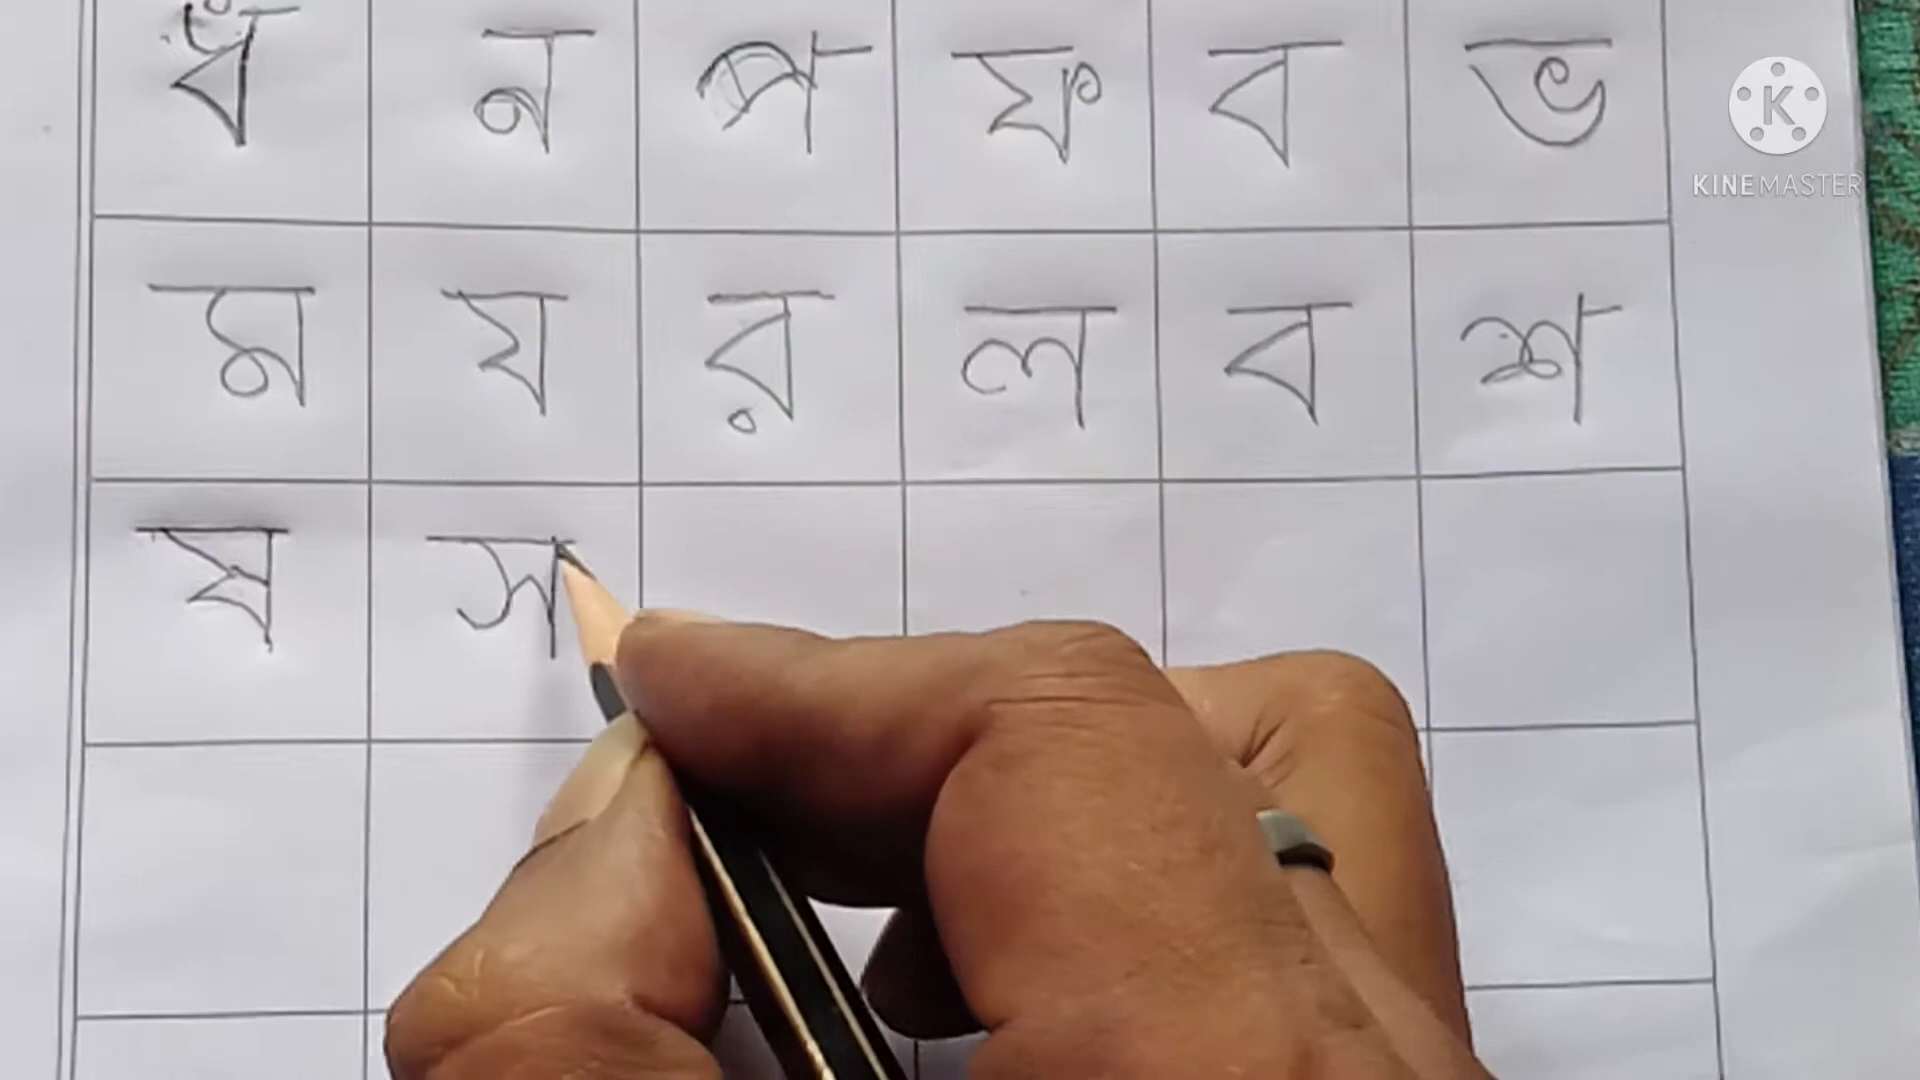 ধ ন প ফ ব ভ
ম য র ল ব শ
ষ স
KINEMASTER